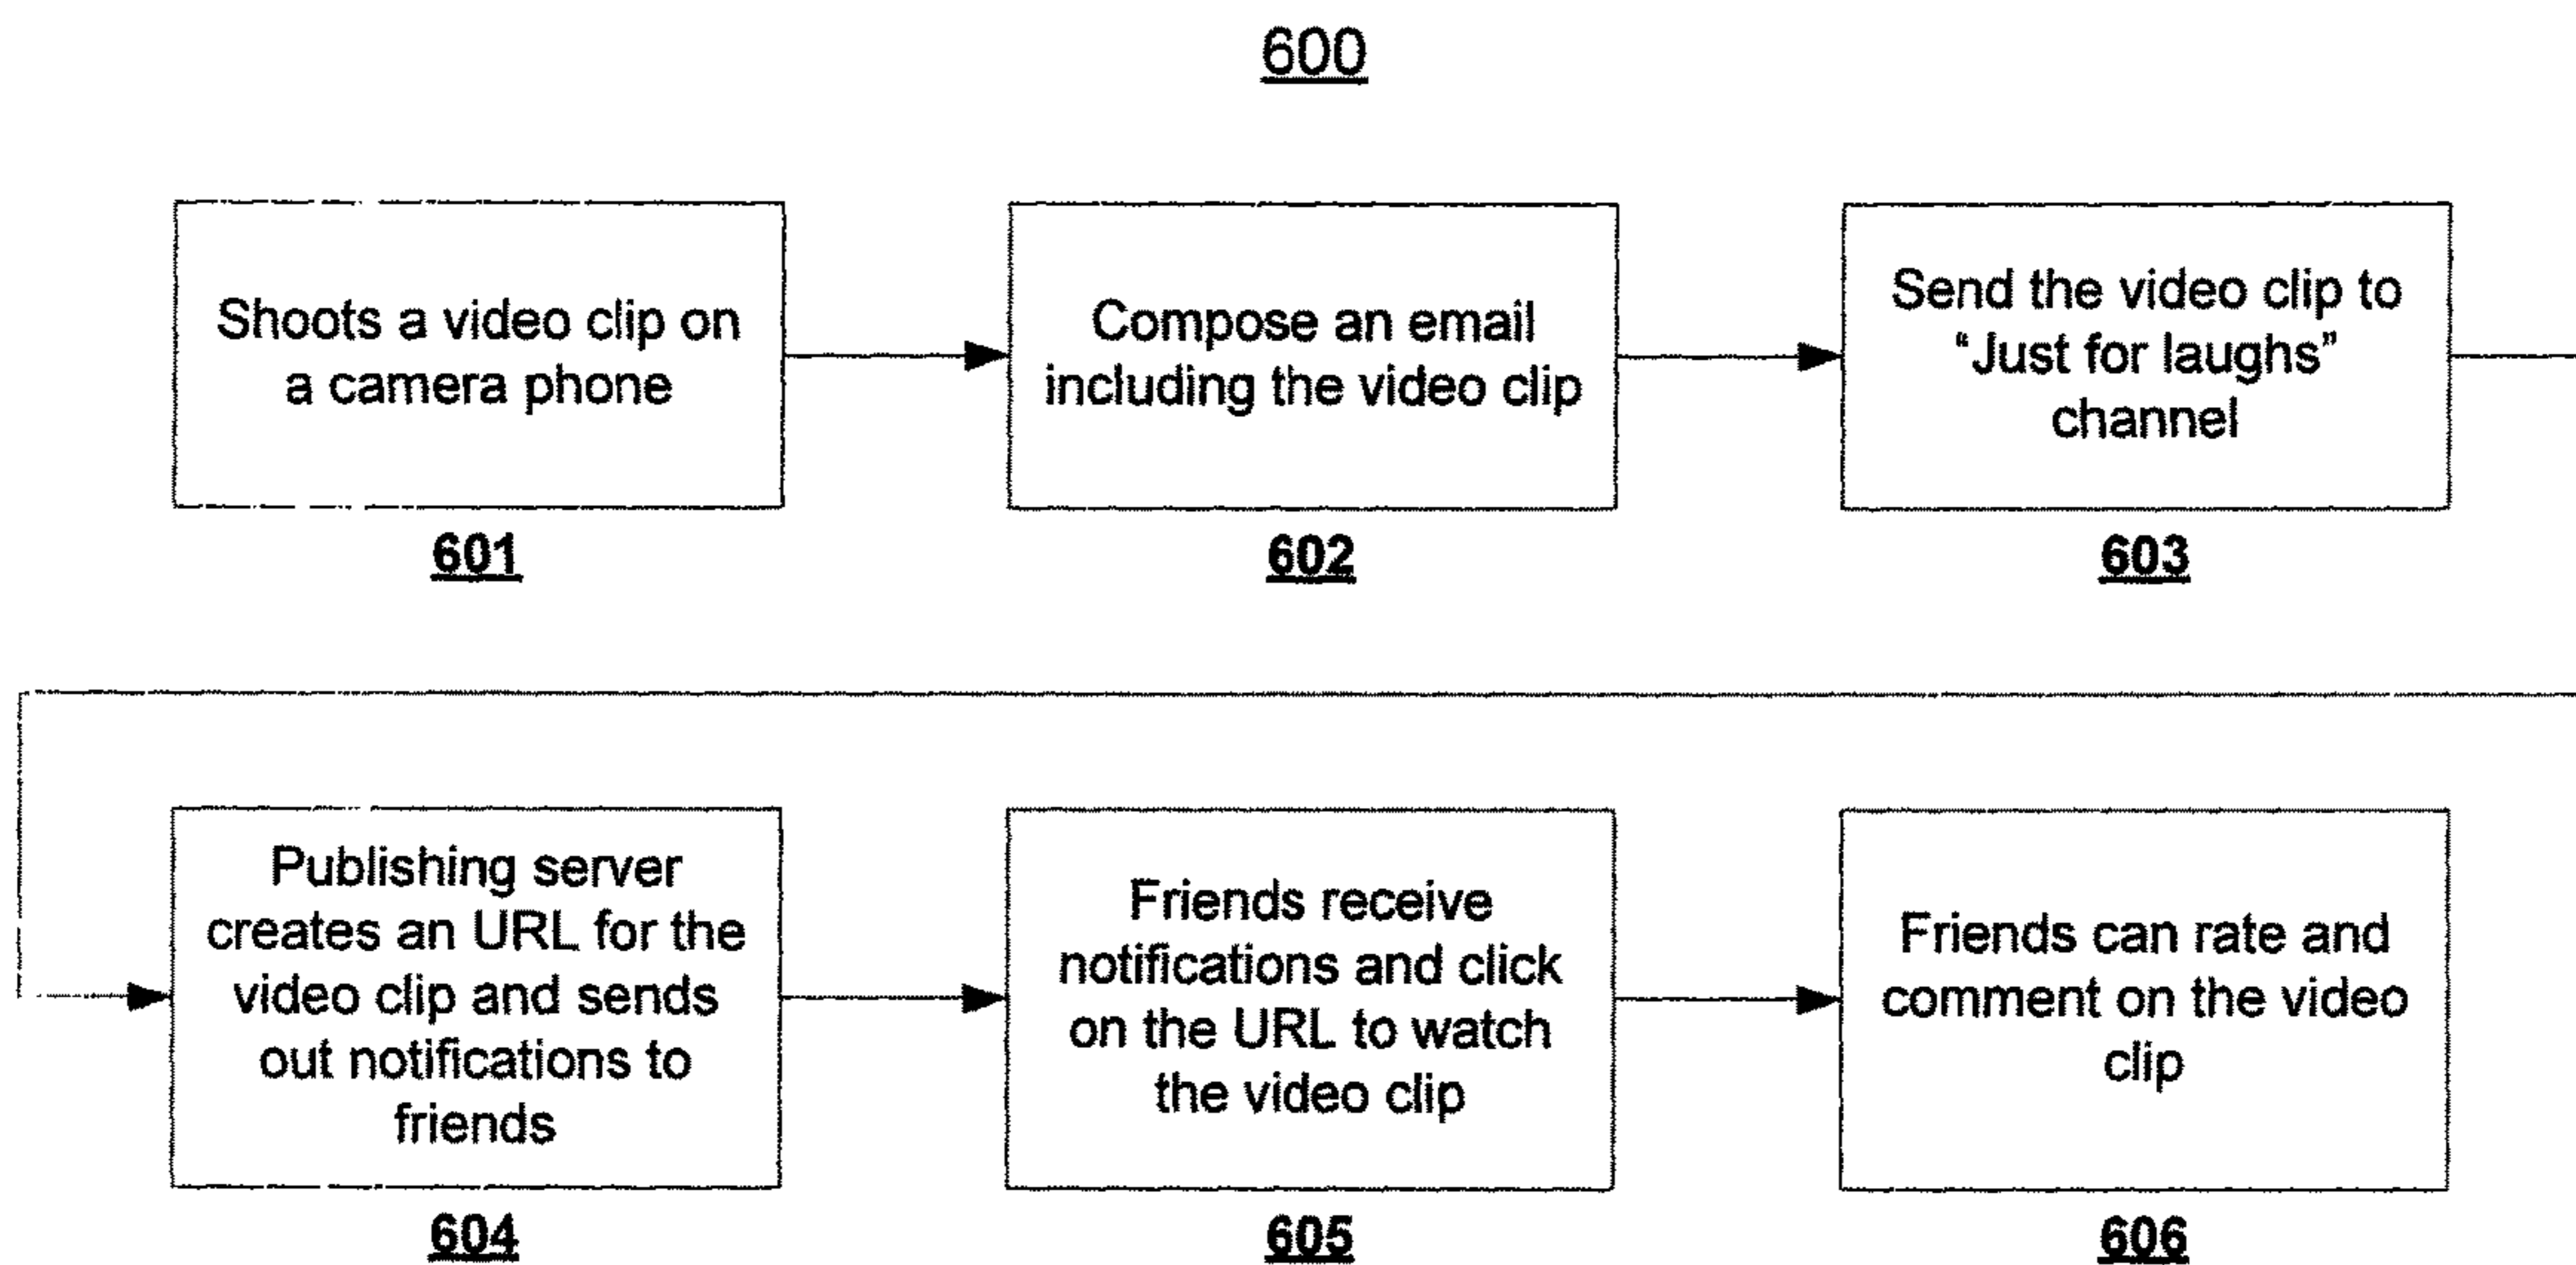 600
Shoots a video clip on
a camera phone
601
Compose an email
including the video clip
602
Send the video clip to
“Just for laughs”
channel
603
Publishing server
creates an URL for the
video clip and sends
out notifications to
friends
604
Friends receive
notifications and click
on the URL to watch
the video clip
605
Friends can rate and
comment on the video
clip
606